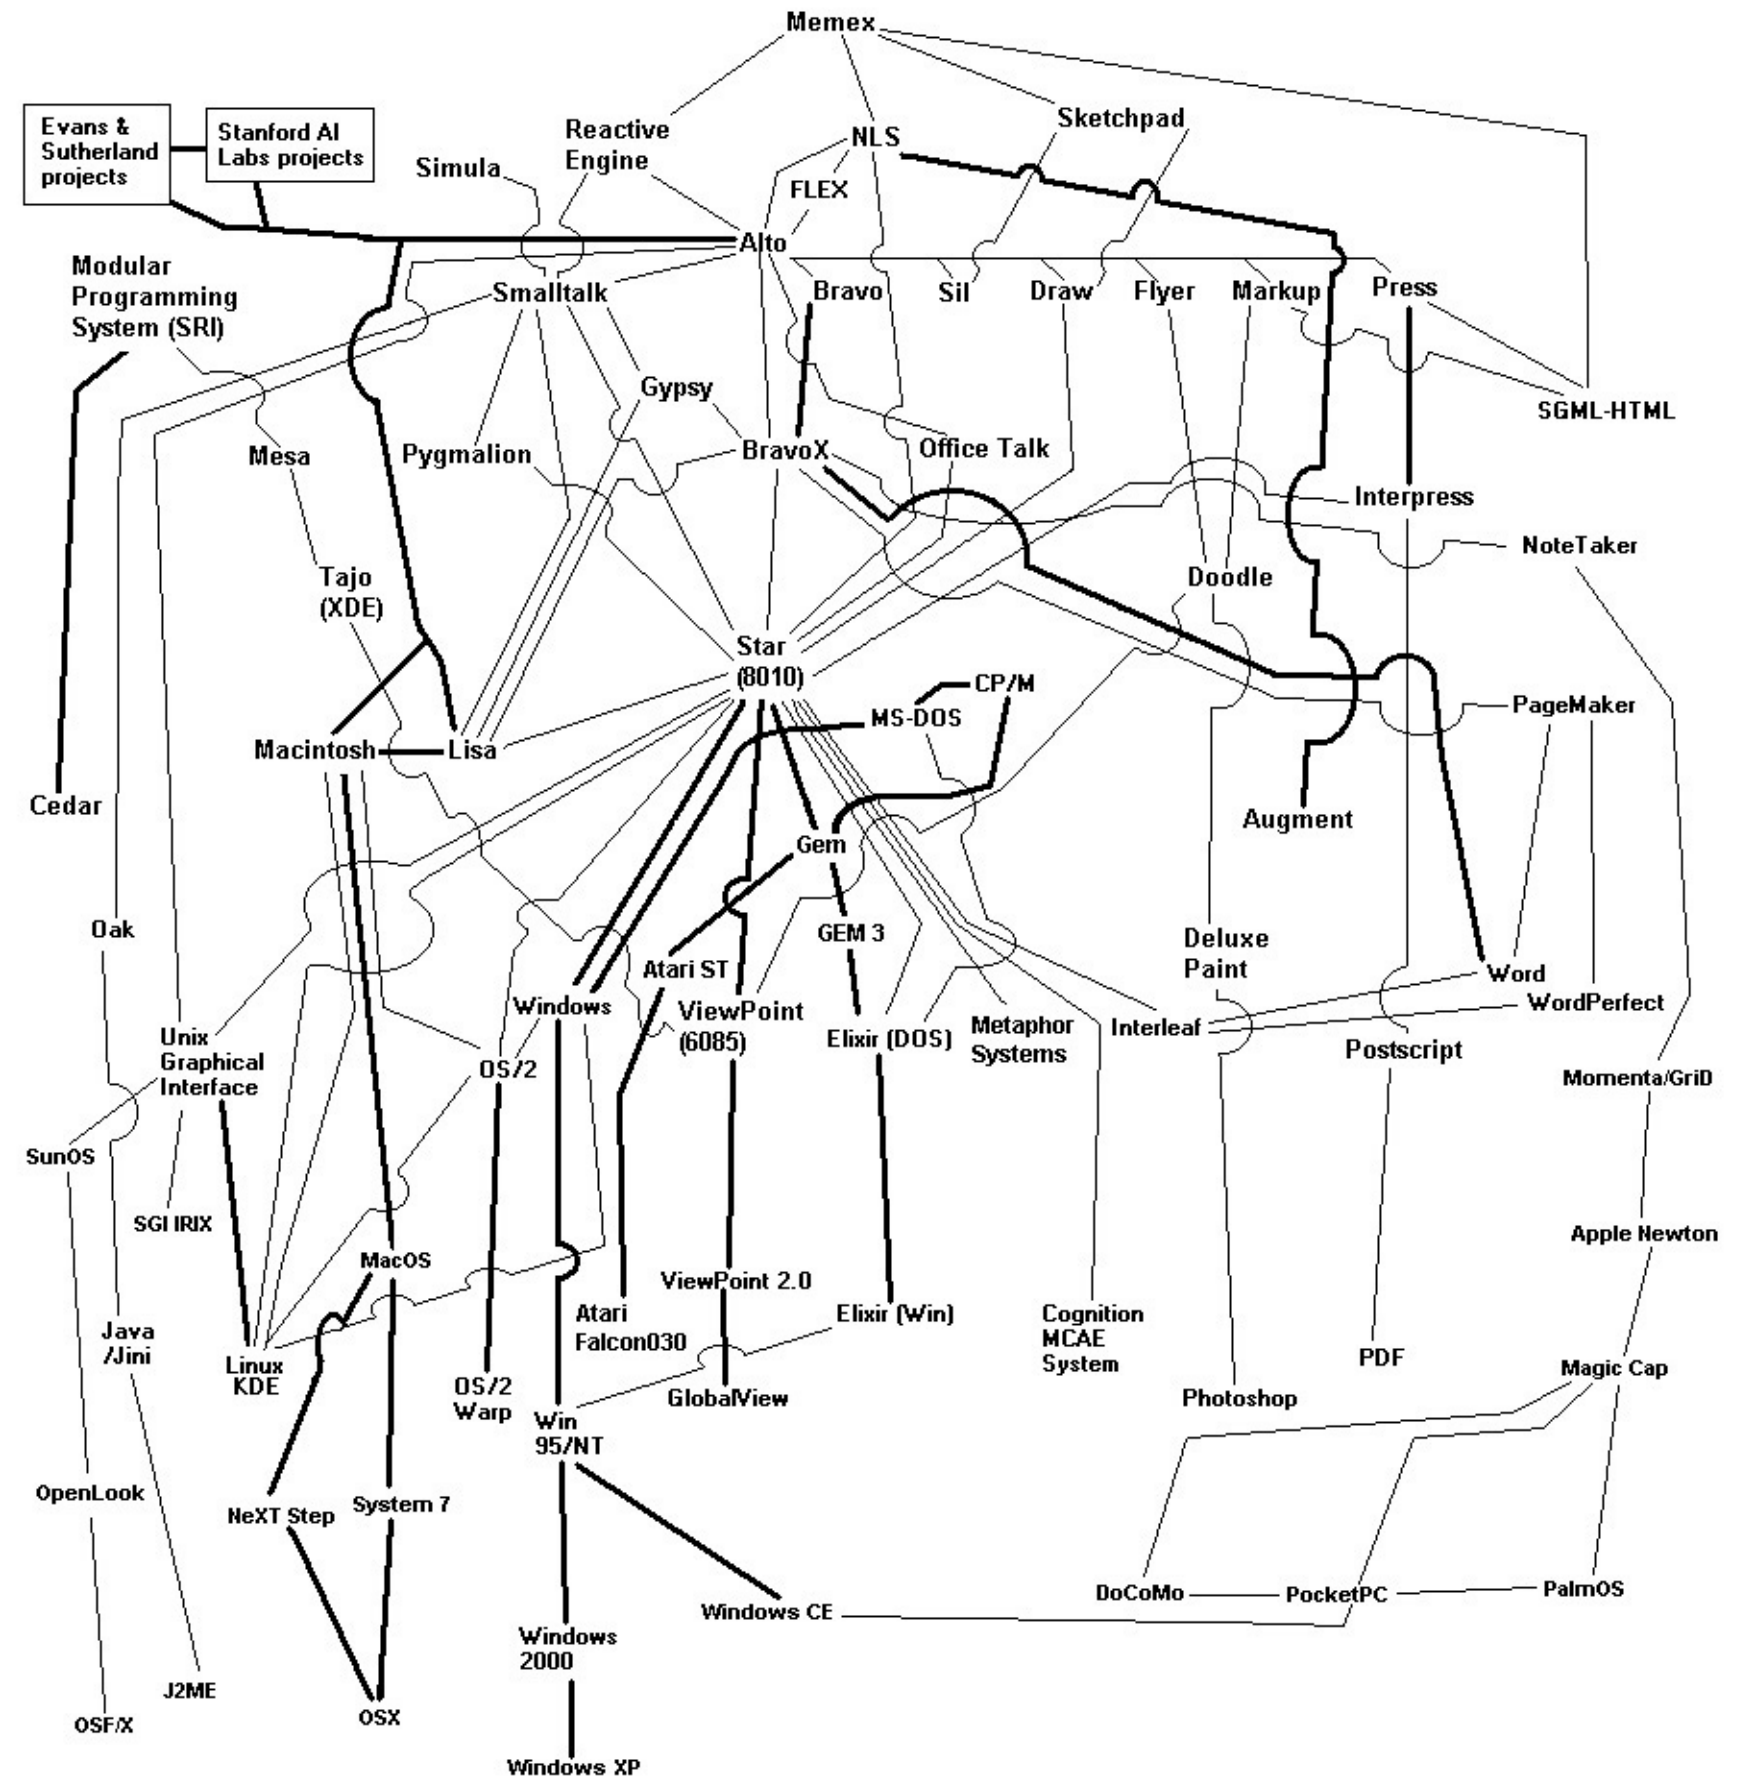 Memex
Evans &
Sutherland
projects
Stanford AI
Labs projects
Simula
Reactive
Engine
NLS
Sketchpad
FLEX
Alto
Modular
Programming
System (SRI)
Smalltalk
Bravo
Sil
Draw
Flyer
Markup
Press
Gypsy
SGML-HTML
Mesa
Pygmalion
BravoX
Office Talk
Interpress
NoteTaker
Tajo
(XDE)
Doodle
Star
(8010)
CP/M
MS-DOS
PageMaker
Macintosh
Lisa
Cedar
Augment
Gem
Oak
GEM 3
Deluxe
Paint
Atari ST
Word
WordPerfect
Windows
ViewPoint
(6085)
Elixir (DOS)
Metaphor
Systems
Interleaf
Unix
Graphical
Interface
OS/2
Postscript
Momenta/GriD
SunOS
SGI IRIX
Apple Newton
MacOS
ViewPoint 2.0
Atari
Falcon030
Elixir (Win)
Cognition
MCAE
System
Java
/Jini
Linux
KDE
PDF
Magic Cap
OS/2
Warp
GlobalView
Photoshop
Win
95/NT
OpenLook
NeXT Step
System 7
DoCoMo
PocketPC
PalmOS
Windows CE
Windows
2000
J2ME
OSF/X
OSX
Windows XP